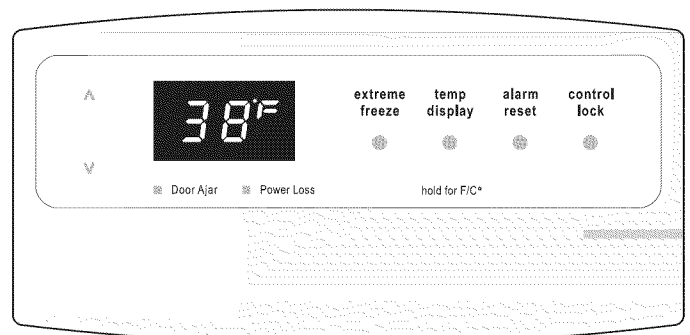 38°F
extreme freeze
temp display
alarm reset
control lock
Door Ajar
Power Loss
hold for F/C°